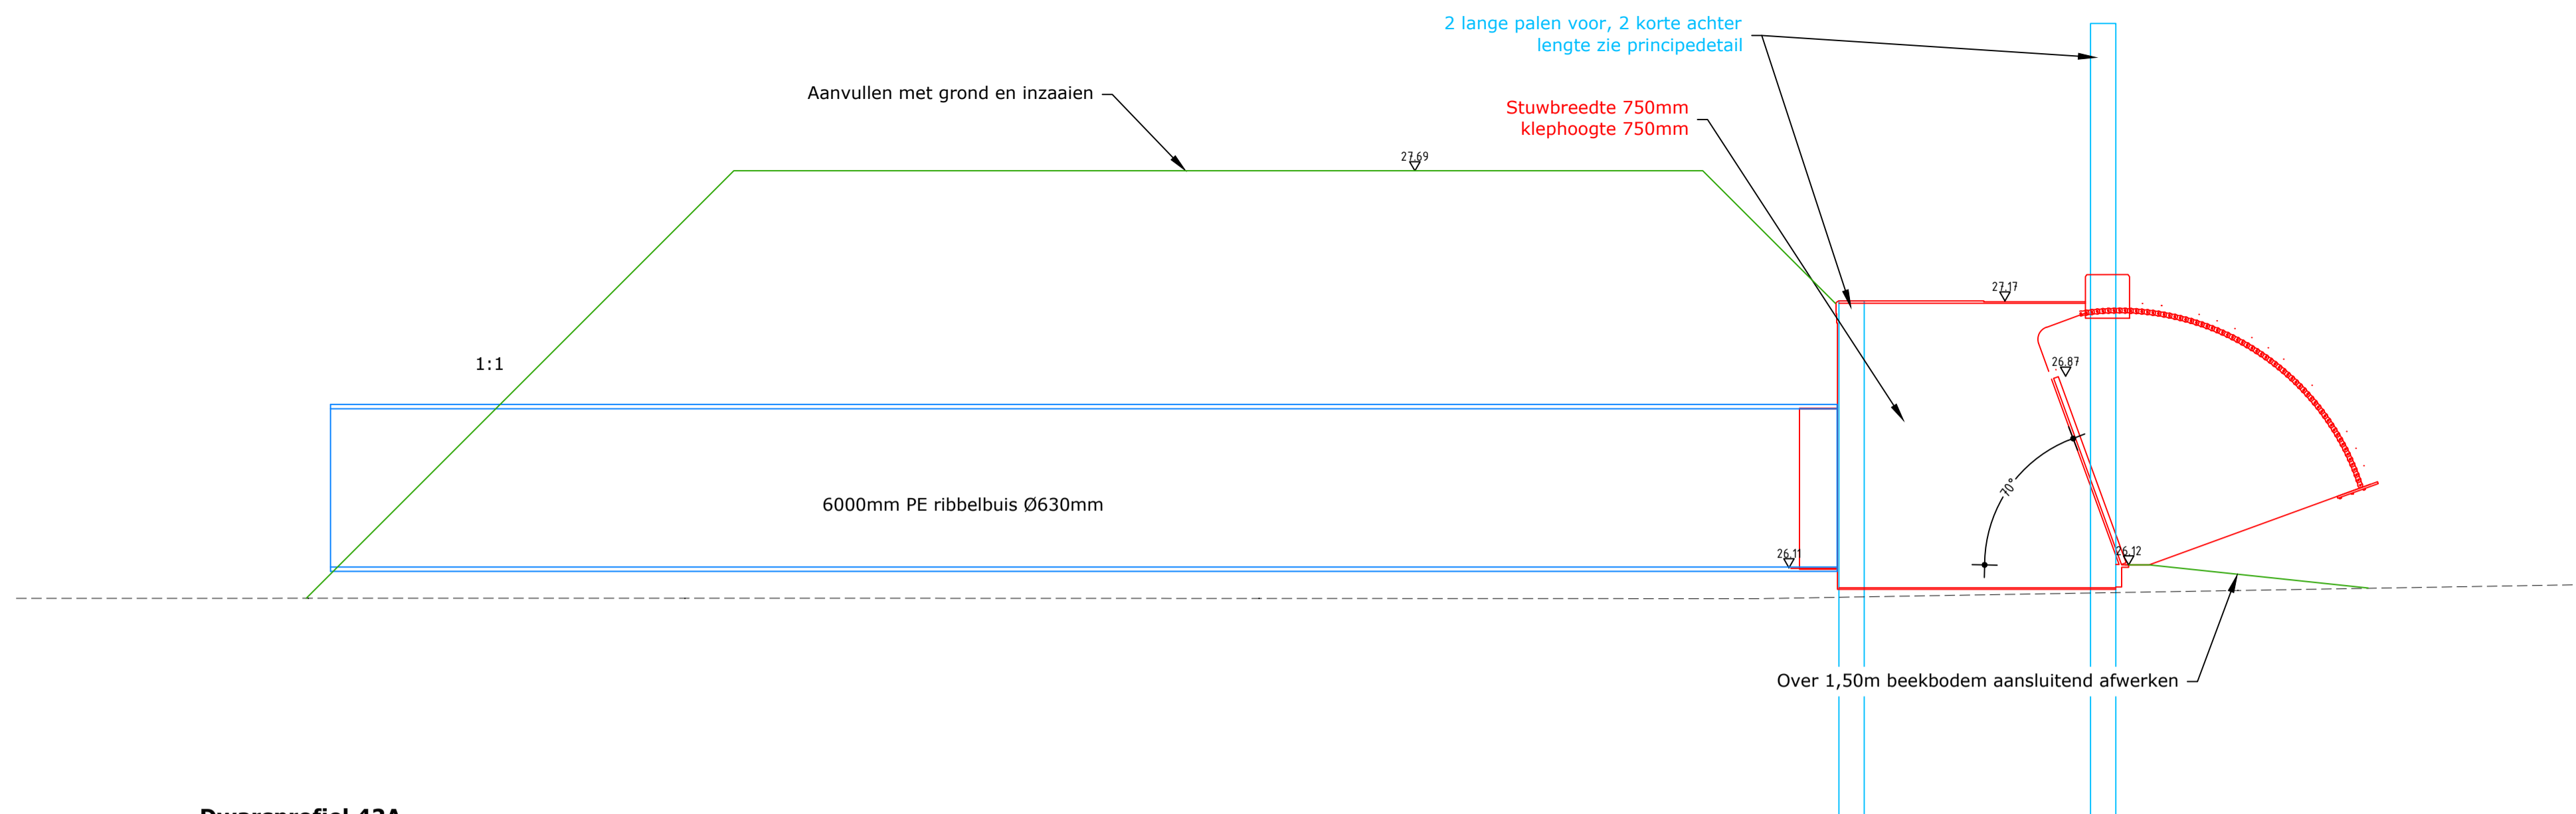 2 lange palen voor, 2 korte achter
lengte zie principedetail
Aanvullen met grond en inzaaien
Stuwbreedte 750mm
klephoogte 750mm
27.69
27.17
26.87
1:1
70°
6000mm PE ribbelbuis Ø630mm
26.11
26.12
Over 1,50m beekbodem aansluitend afwerken